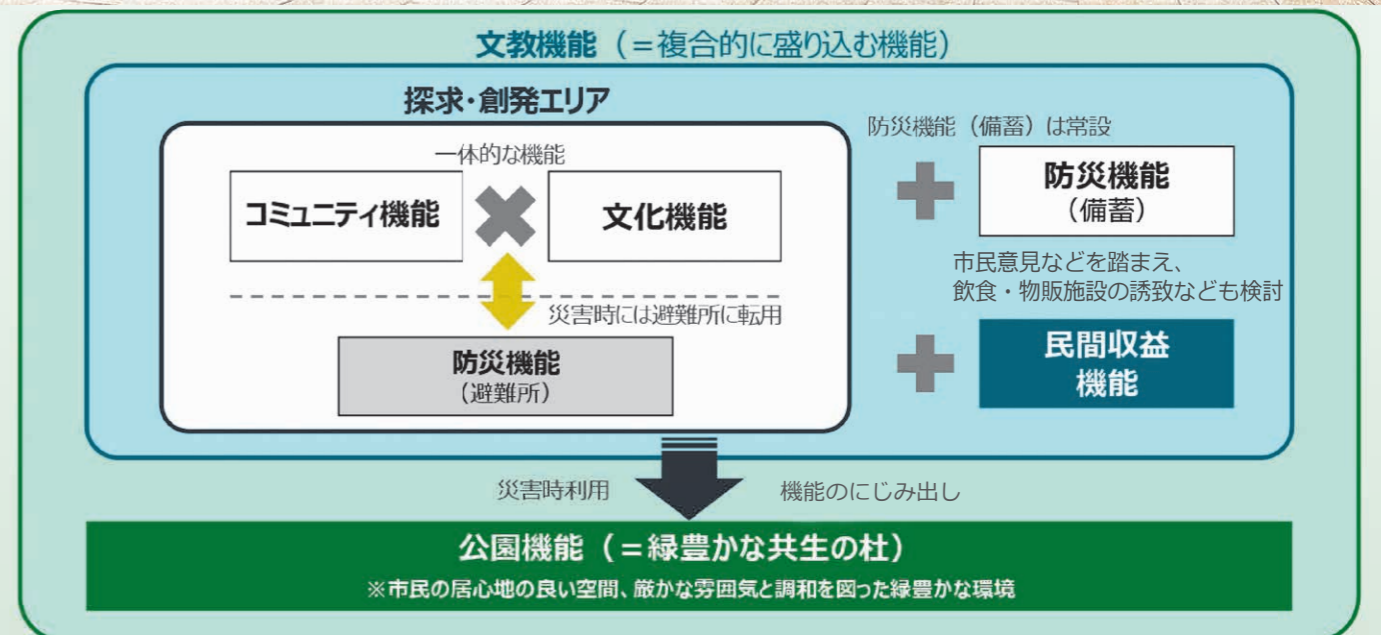 文教機能（＝複合的に盛り込む機能）
探求・創発エリア
一体的な機能
コミュニティ機能
文化機能
災害時には避難所に転用
防災機能
（避難所）
防災機能（備蓄）は常設
防災機能
（備蓄）
市民意見などを踏まえ、
飲食・物販施設の誘致なども検討
民間収益
機能
災害時利用
機能のにじみ出し
公園機能（＝緑豊かな共生の杜）
※市民の居心地の良い空間、厳かな雰囲気と調和を図った緑豊かな環境